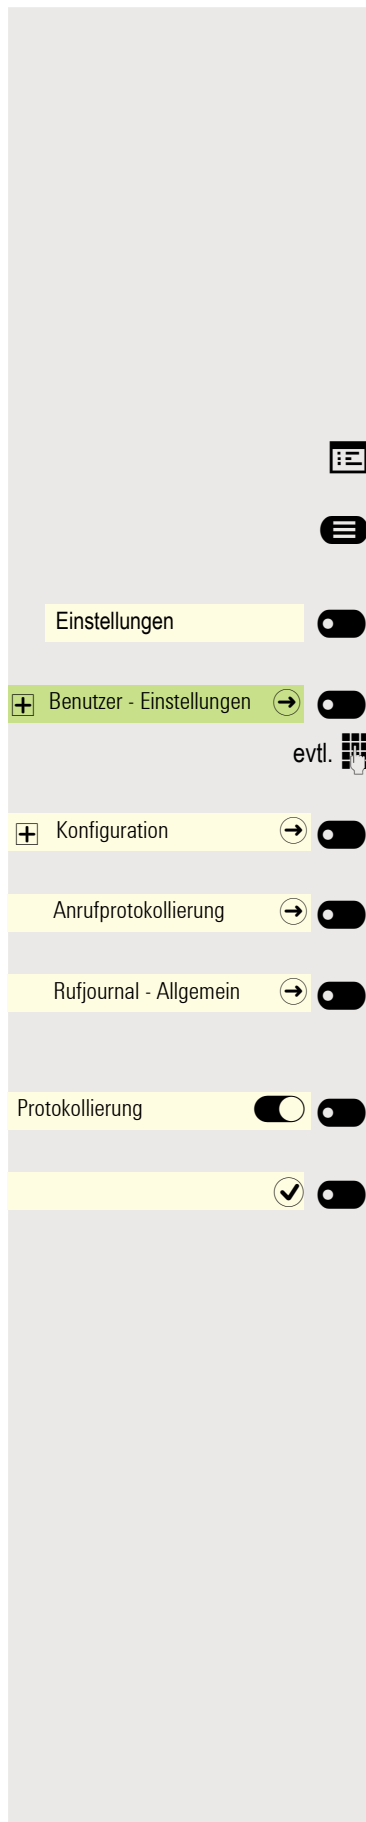 Einstellungen
Benutzer - Einstellungen
evtl.
Konfiguration
Anrufprotokollierung
Rufjournal - Allgemein
Protokollierung